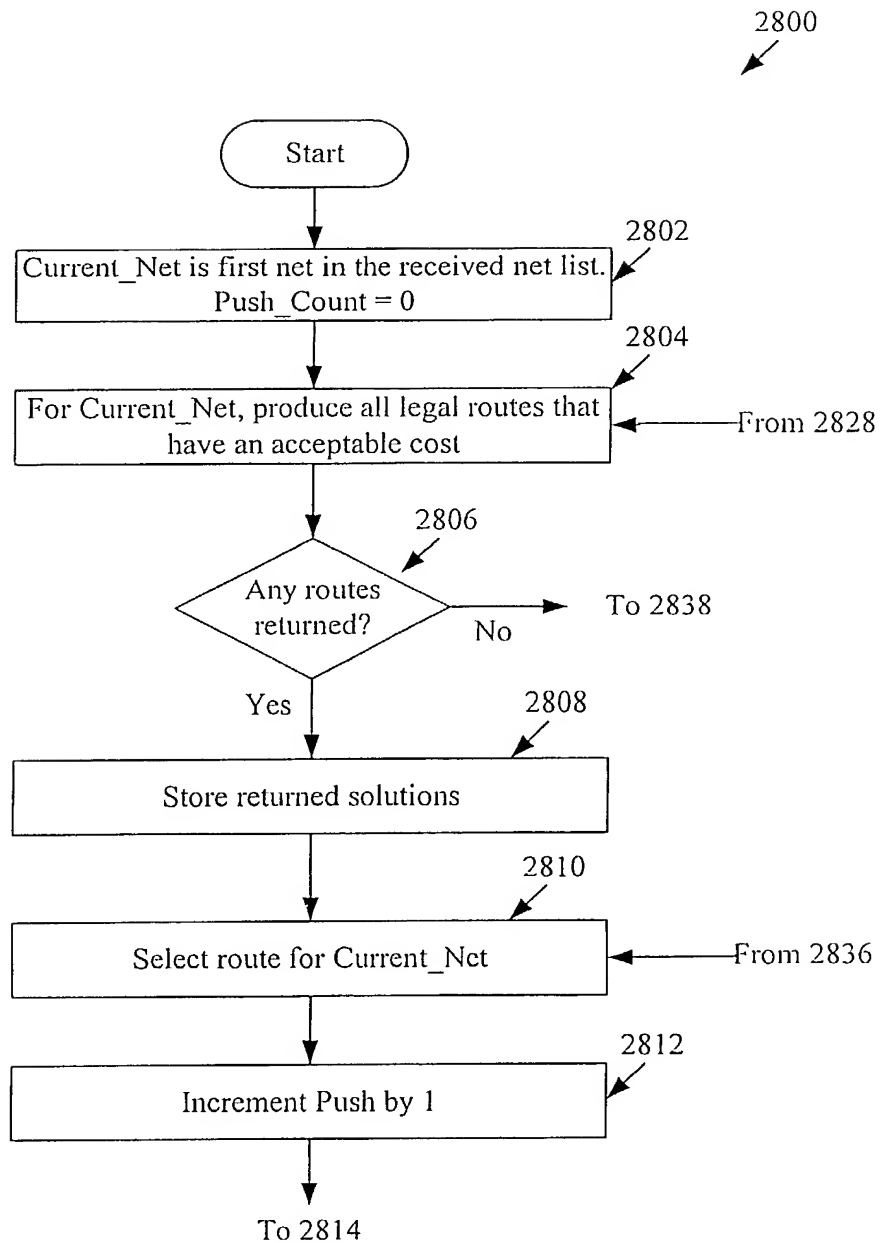 2800
Start
2802
Current_Net is first net in the received net list.
Push_Count = 0
2804
For Current_Net, produce all legal routes that
have an acceptable cost
From 2828
2806
Any routes
returned?
No
To 2838
Yes
2808
Store returned solutions
2810
Select route for Current_Net
From 2836
2812
Increment Push by 1
To 2814